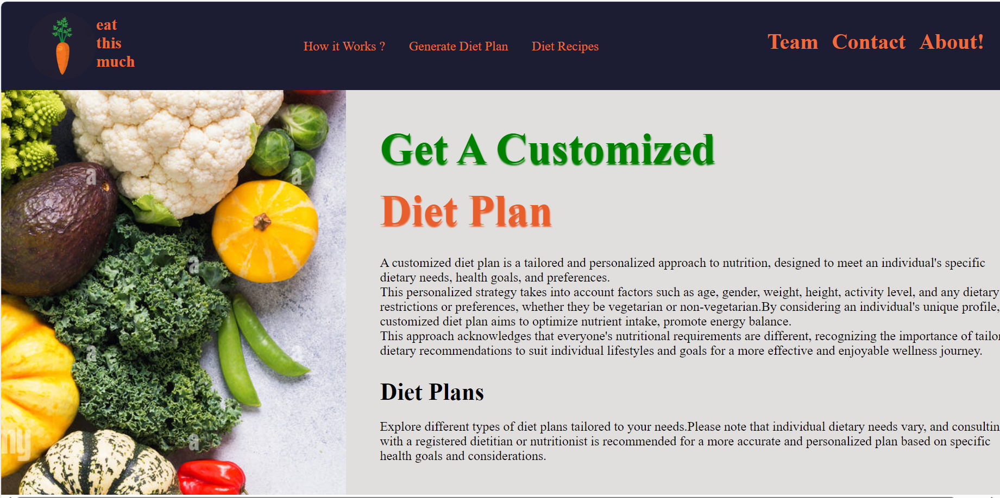 eat
this
much
How it Works ?
Generate Diet Plan
Diet Recipes
Team
Contact
About!
Get A Customized
Diet Plan
A customized diet plan is a tailored and personalized approach to nutrition, designed to meet an individual's specific
dietary needs, health goals, and preferences.
This personalized strategy takes into account factors such as age, gender, weight, height, activity level, and any dietary
restrictions or preferences, whether they be vegetarian or non-vegetarian.By considering an individual's unique profile,
customized diet plan aims to optimize nutrient intake, promote energy balance.
This approach acknowledges that everyone's nutritional requirements are different, recognizing the importance of
dietary recommendations to suit individual lifestyles and goals for a more effective and enjoyable wellness journey.
Diet Plans
Explore different types of diet plans tailored to your needs.Please note that individual dietary needs vary, and
with a registered dietitian or nutritionist is recommended for a more accurate and personalized plan based on specific
health goals and considerations.
a
a
a
a
a
a
my